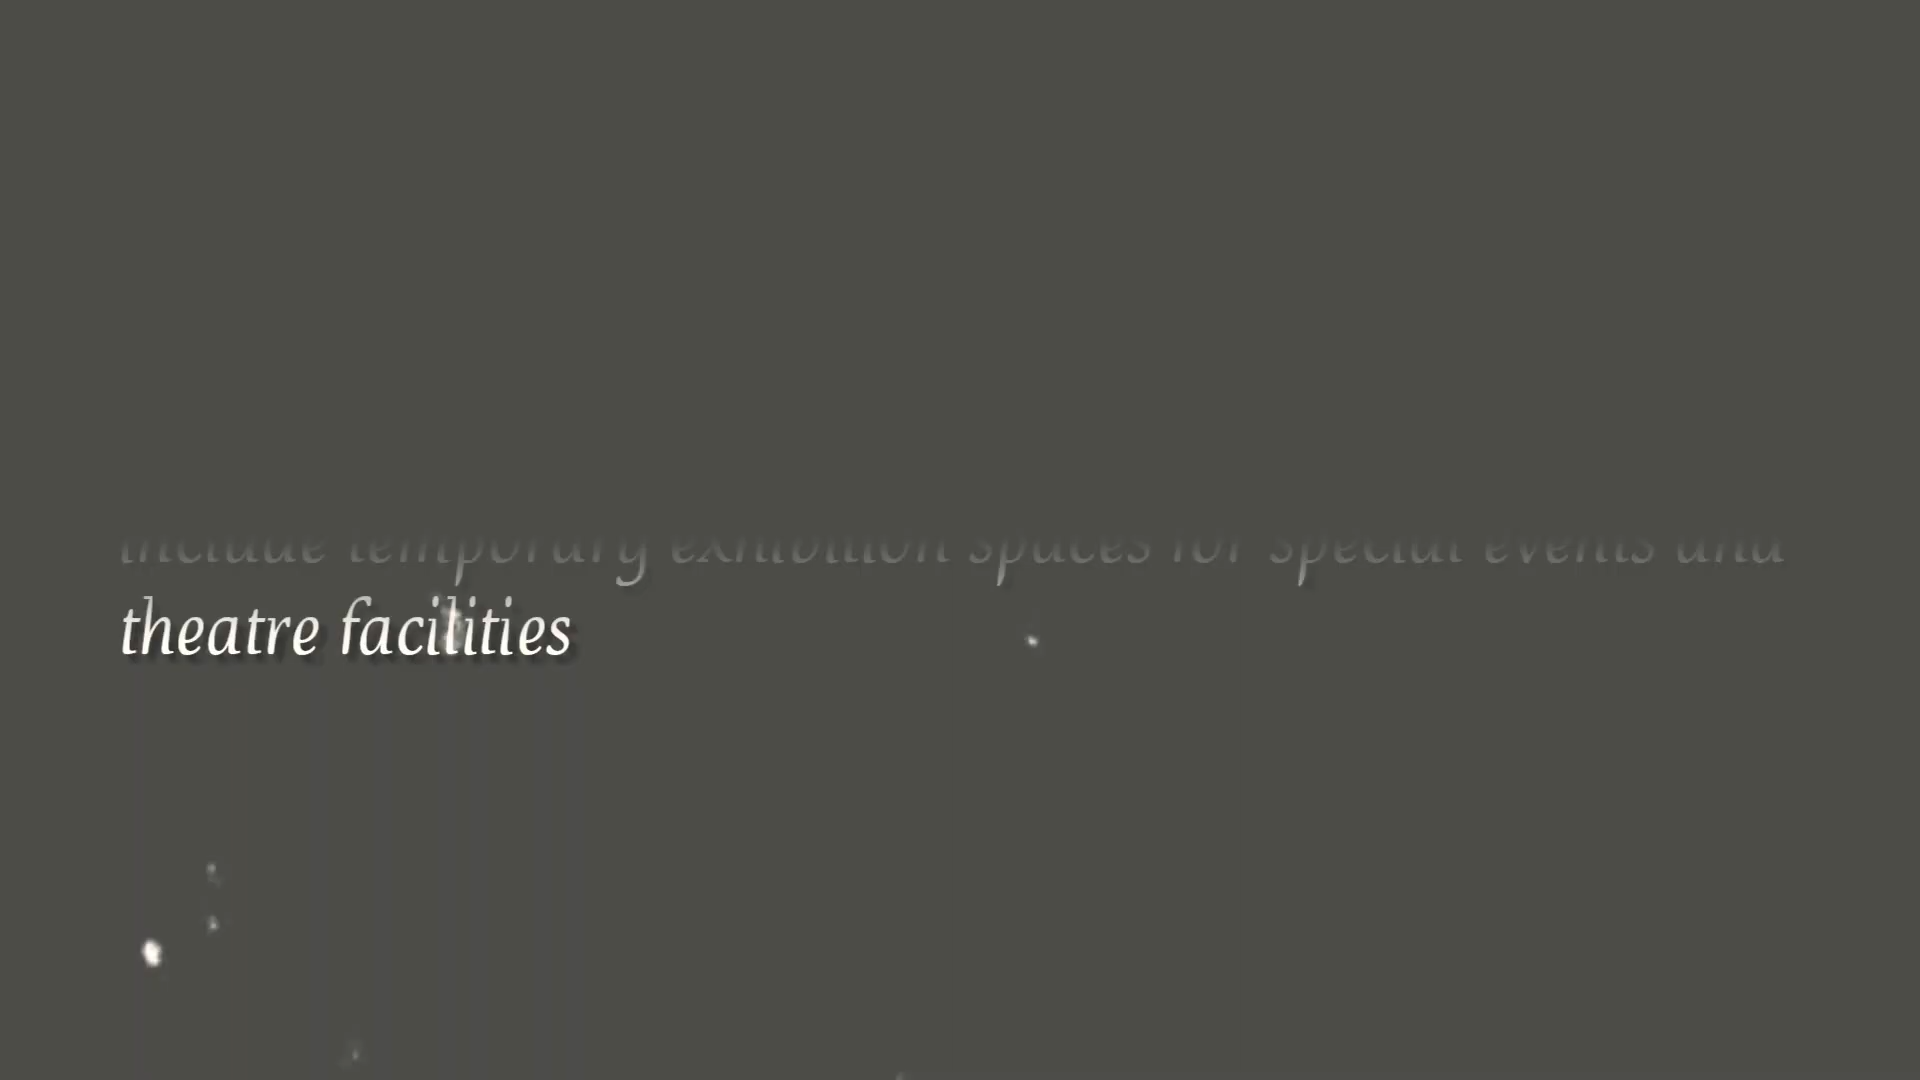 include temporary exhibition spaces for special events and
theatre facilities